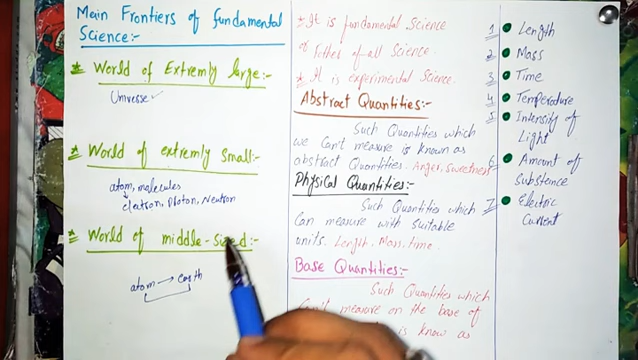 Main Frontiers of fundamental
Science:-
* World of Extremly large:-
Universe
* World of extremly Small:-
atom, molecules
Electron, Proton, Neutron
* World of middle-sized:-
atom → earth
* It is fundamental Science
* Father of all Science
* It is experimental Science.
Abstract Quantities:-
Such Quantities which
we Can't measure is known as
abstract Quantities. Anger, Sweetness
Physical Quantities:-
Such Quantities which
Can measure with suitable
units. Length, Mass, time.
Base Quantities:-
Such Quantities which
Can't measure on the base of
is know as
1 Length
2 Mass
3 Time
4 Temperature
5 Intensity of
Light
6 Amount of
Substence
7 Electric
Current